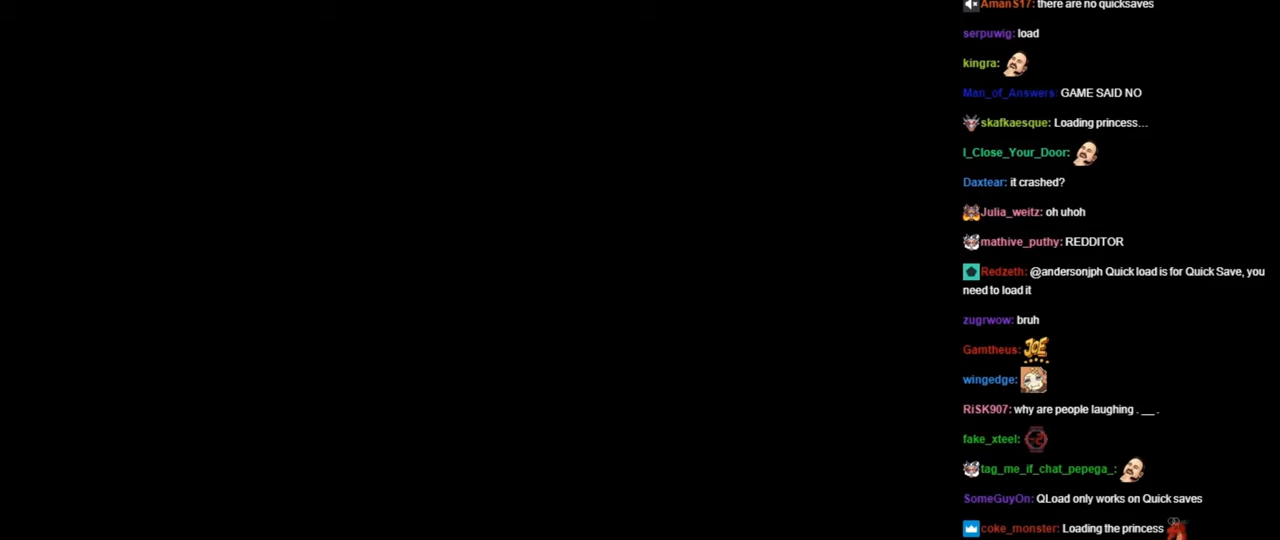 AmanS17: there are no quicksaves
serpuwig: load
kingra:
Man_of_Answers: GAME SAID NO
skafkaesque: Loading princess...
I_Close_Your_Door:
Daxtear: it crashed?
Julia_weitz: oh uhoh
mathive_puthy: REDDITOR
Redzeth: @andersonjph Quick load is for Quick Save, you
need to load it
zugrwow: bruh
Gamtheus: JOE
wingedge:
RiSK907: why are people laughing . __ .
fake_xteel: -2
tag_me_if_chat_pepega_:
SomeGuyOn: QLoad only works on Quick saves
coke_monster: Loading the princess